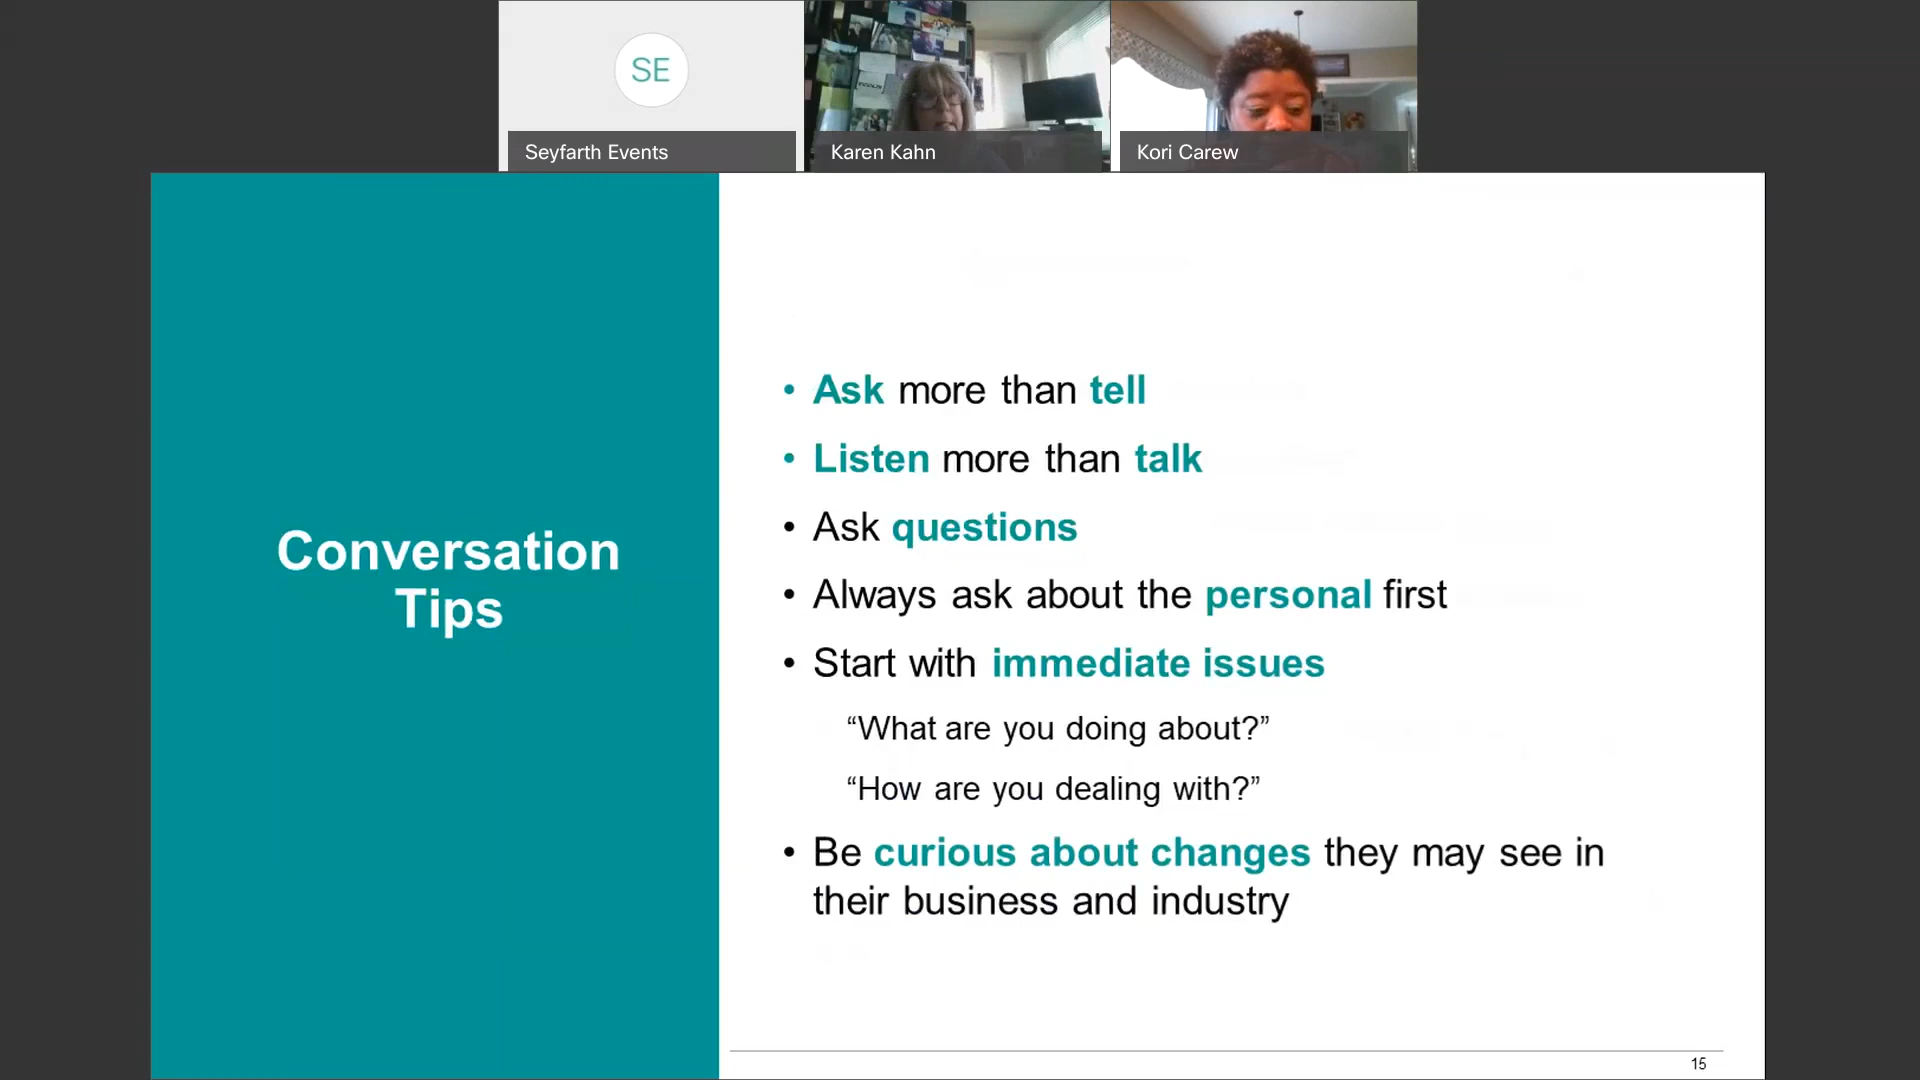 SE
Seyfarth Events
Karen Kahn
Kori Carew
Conversation
Tips
• Ask more than tell
• Listen more than talk
• Ask questions
• Always ask about the personal first
• Start with immediate issues
“What are you doing about?”
“How are you dealing with?”
• Be curious about changes they may see in
their business and industry
15